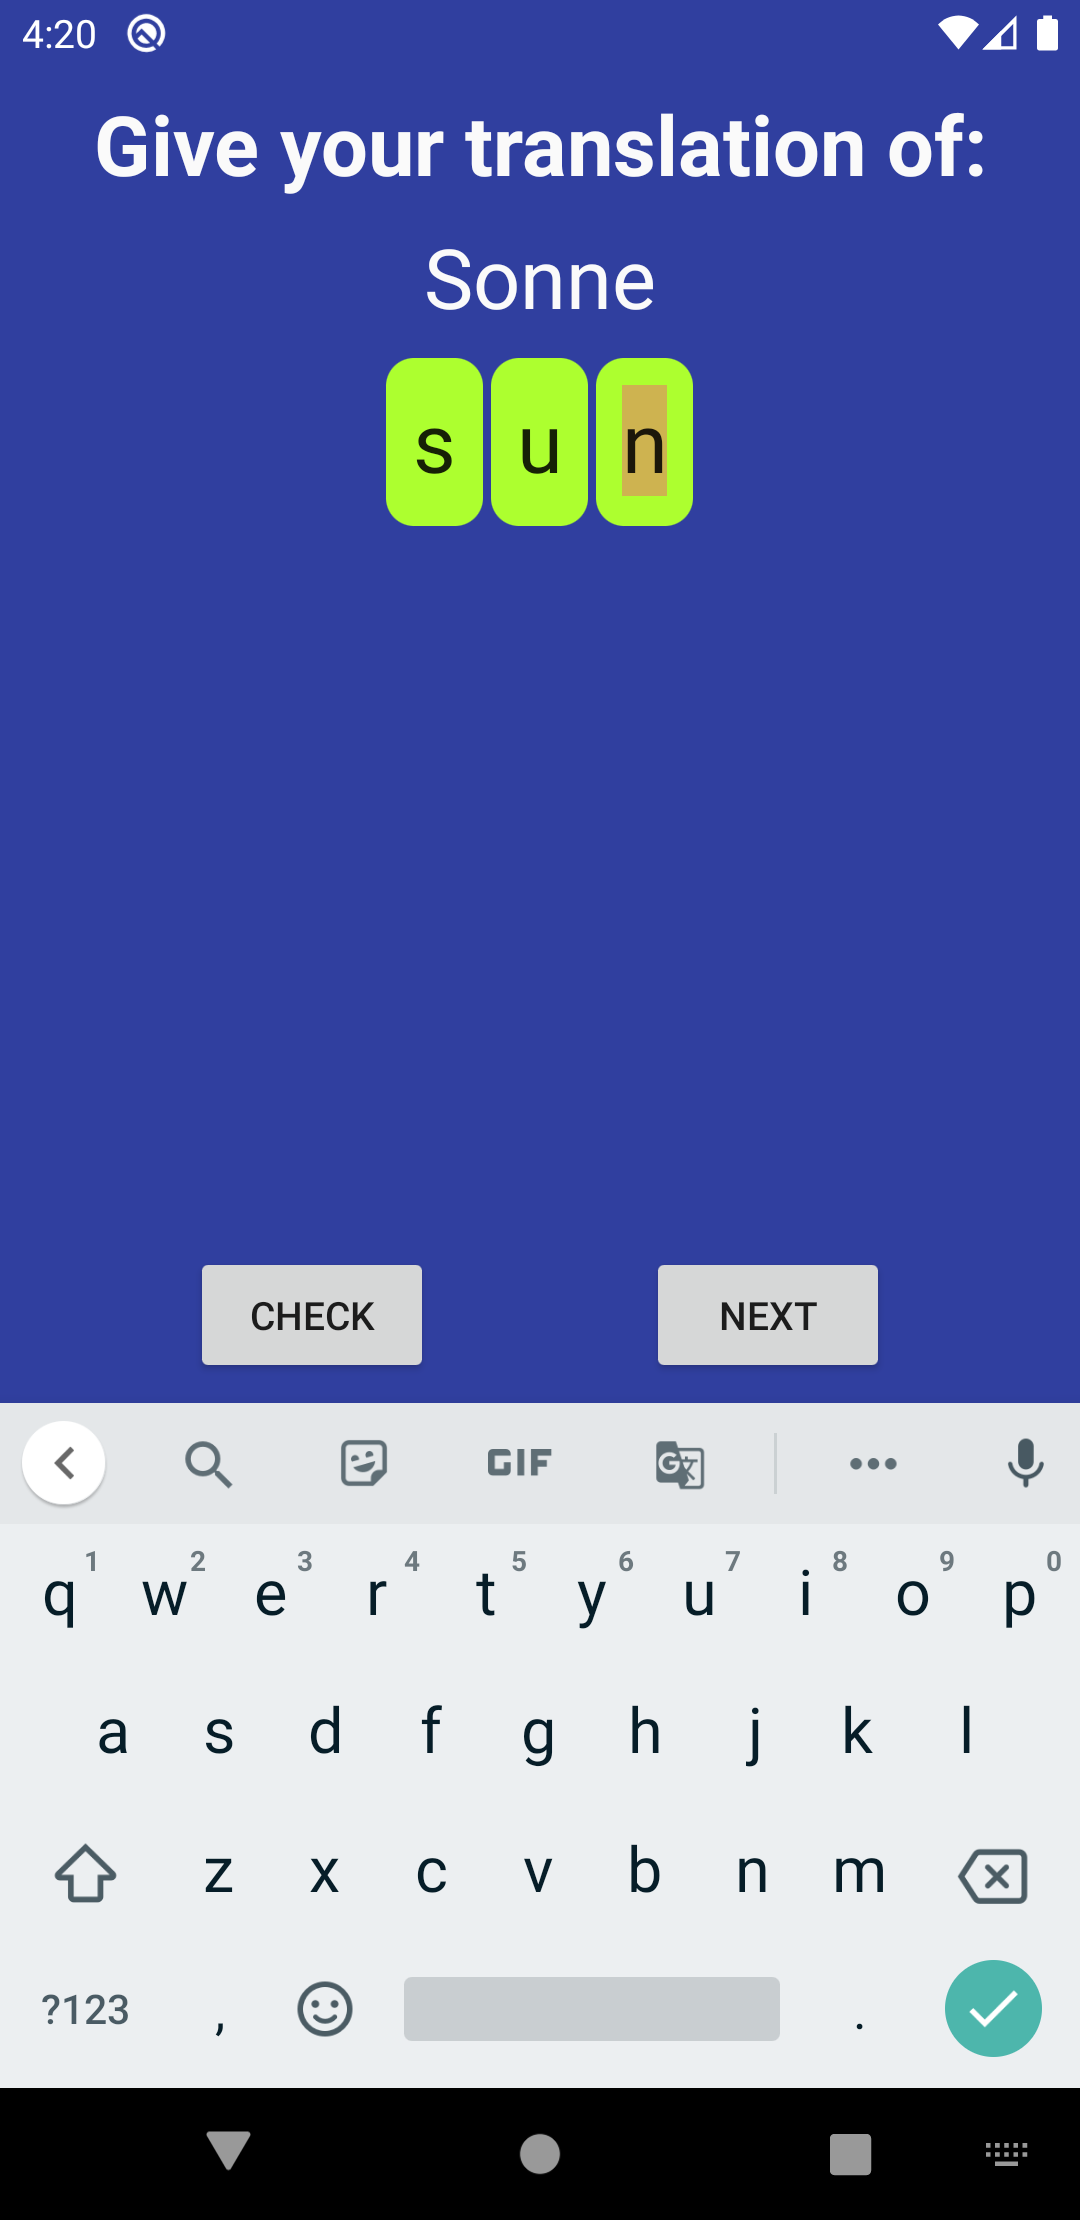 4:20
Give your translation of:
Sonne
s u n
CHECK NEXT
GIF
q 1 w 2 e 3 r 4 t 5 y 6 u 7 i 8 o 9 p 0
a s d f g h j k l
z x c v b n m
?123 , .